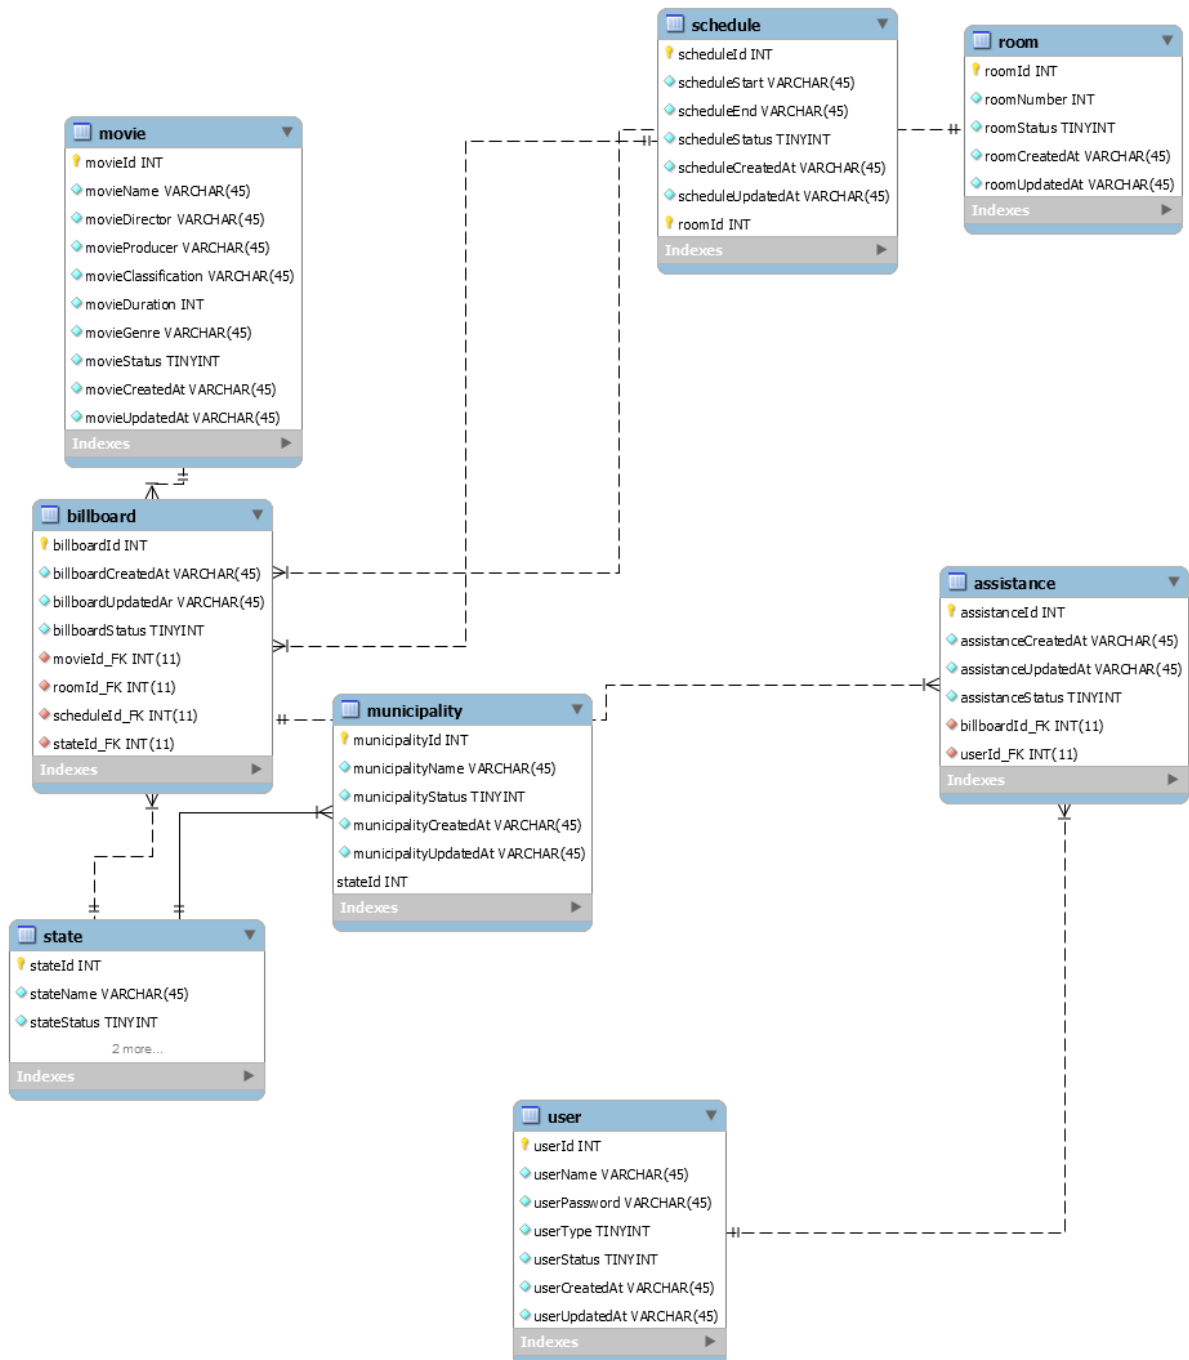 schedule
scheduleId INT
scheduleStart VARCHAR(45)
scheduleEnd VARCHAR(45)
scheduleStatus TINYINT
scheduleCreatedAt VARCHAR(45)
scheduleUpdatedAt VARCHAR(45)
roomId INT
Indexes
room
roomId INT
roomNumber INT
roomStatus TINYINT
roomCreatedAt VARCHAR(45)
roomUpdatedAt VARCHAR(45)
Indexes
movie
movieId INT
movieName VARCHAR(45)
movieDirector VARCHAR(45)
movieProducer VARCHAR(45)
movieClassification VARCHAR(45)
movieDuration INT
movieGenre VARCHAR(45)
movieStatus TINYINT
movieCreatedAt VARCHAR(45)
movieUpdatedAt VARCHAR(45)
Indexes
billboard
billboardId INT
billboardCreatedAt VARCHAR(45)
billboardUpdatedAr VARCHAR(45)
billboardStatus TINYINT
movieId_FK INT(11)
roomId_FK INT(11)
scheduleId_FK INT(11)
stateId_FK INT(11)
Indexes
assistance
assistanceId INT
assistanceCreatedAt VARCHAR(45)
assistanceUpdatedAt VARCHAR(45)
assistanceStatus TINYINT
billboardId_FK INT(11)
userId_FK INT(11)
Indexes
municipality
municipalityId INT
municipalityName VARCHAR(45)
municipalityStatus TINYINT
municipalityCreatedAt VARCHAR(45)
municipalityUpdatedAt VARCHAR(45)
stateId INT
Indexes
state
stateId INT
stateName VARCHAR(45)
stateStatus TINYINT
2 more...
Indexes
user
userId INT
userName VARCHAR(45)
userPassword VARCHAR(45)
userType TINYINT
userStatus TINYINT
userCreatedAt VARCHAR(45)
userUpdatedAt VARCHAR(45)
Indexes